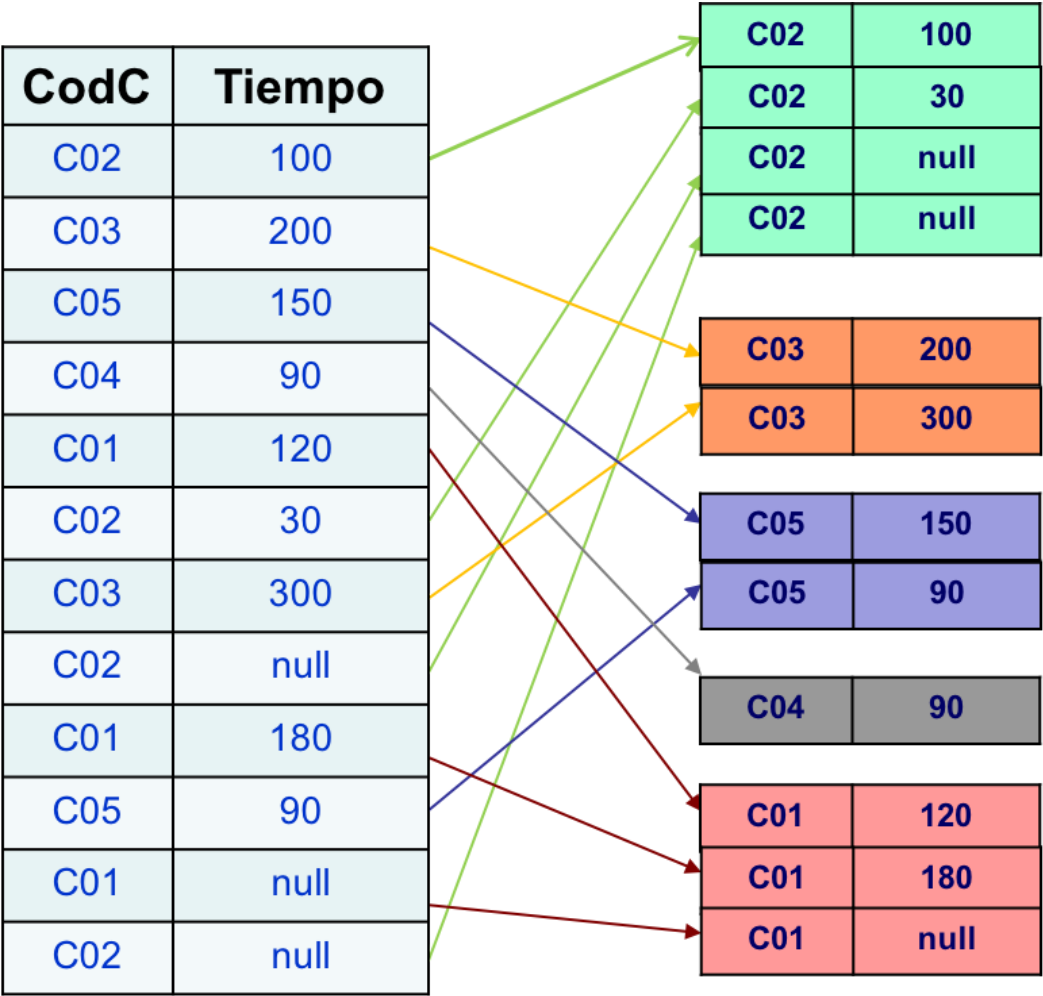 CodC Tiempo
C02 100
C03 200
C05 150
C04 90
C01 120
C02 30
C03 300
C02 null
C01 180
C05 90
C01 null
C02 null
C02 100
C02 30
C02 null
C02 null
C03 200
C03 300
C05 150
C05 90
C04 90
C01 120
C01 180
C01 null